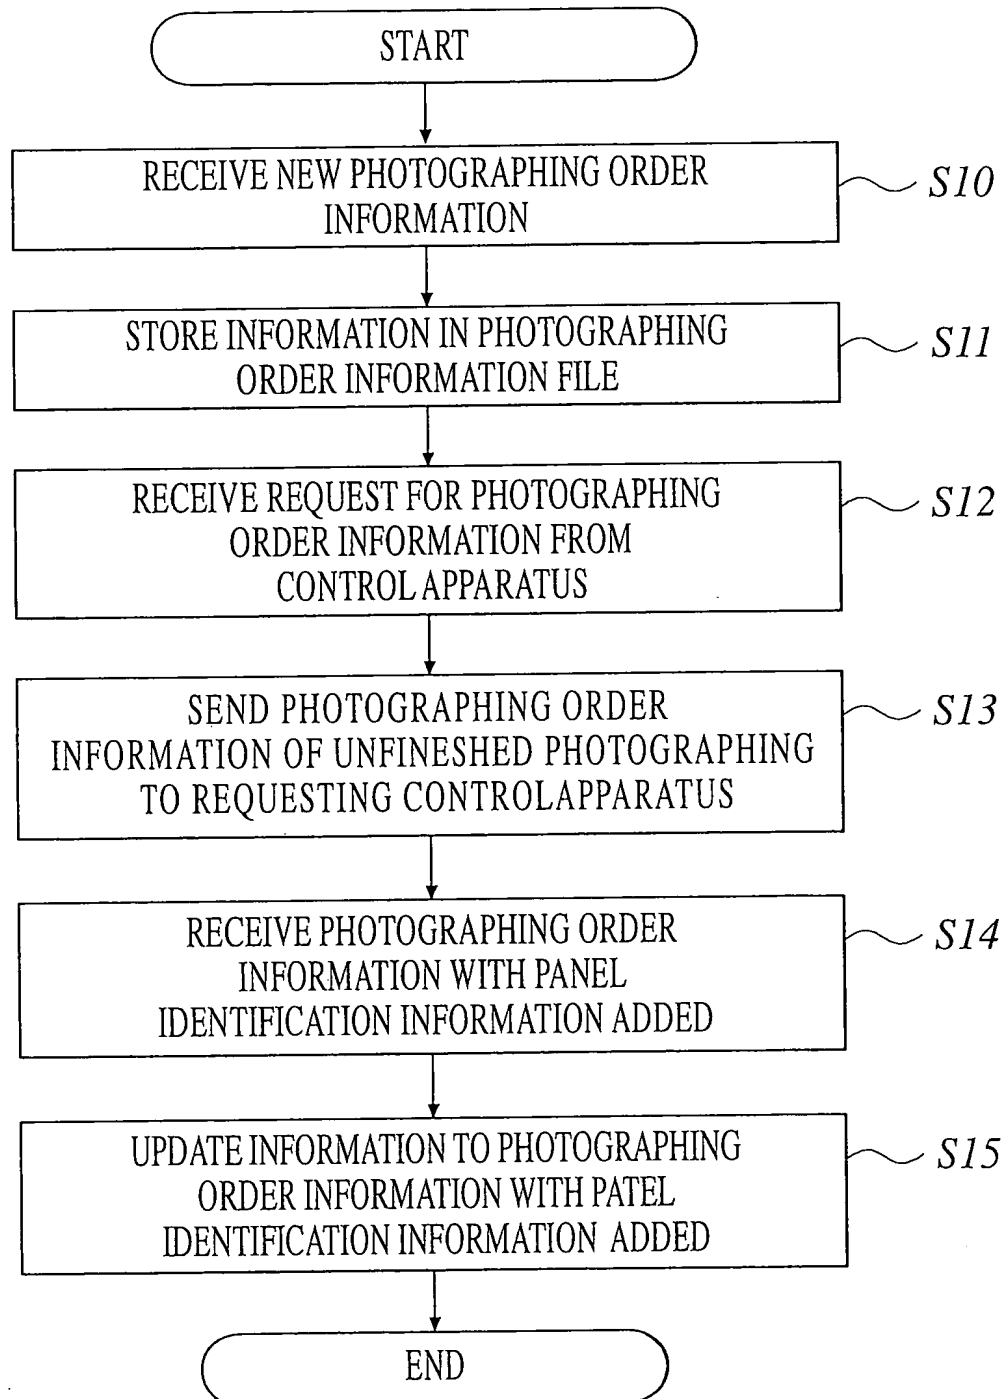 START
RECEIVE NEW PHOTOGRAPHING ORDER
INFORMATION
S10
STORE INFORMATION IN PHOTOGRAPHING
ORDER INFORMATION FILE
S11
RECEIVE REQUEST FOR PHOTOGRAPHING
ORDER INFORMATION FROM
CONTROL APPARATUS
S12
SEND PHOTOGRAPHING ORDER
INFORMATION OF UNFINESHED PHOTOGRAPHING
TO REQUESTING CONTROLAPPARATUS
S13
RECEIVE PHOTOGRAPHING ORDER
INFORMATION WITH PANEL
IDENTIFICATION INFORMATION ADDED
S14
UPDATE INFORMATION TO PHOTOGRAPHING
ORDER INFORMATION WITH PATEL
IDENTIFICATION INFORMATION ADDED
S15
END